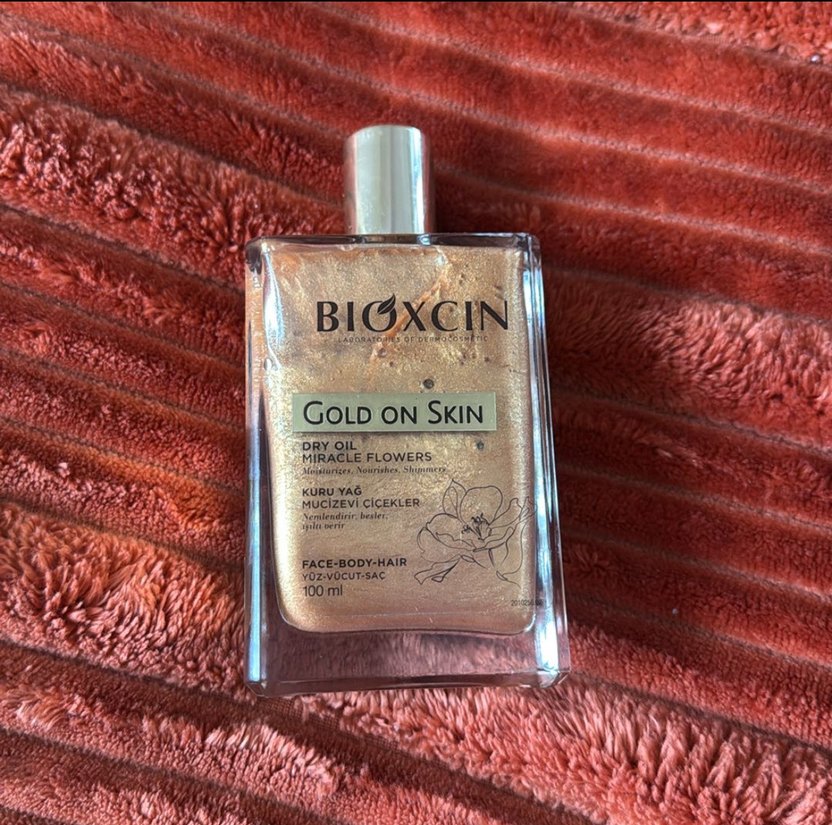 BIOXCIN
LABORATORIES OF DERMOCOSMETIC
GOLD ON SKIN
DRY OIL
MIRACLE FLOWERS
Moisturizes, Nourishes, Shimmers
KURU YAĞ
MUCİZEVİ ÇİÇEKLER
Nemlendirir, besler,
ışıltı verir
FACE-BODY-HAIR
YÜZ-VÜCUT-SAÇ
100 ml